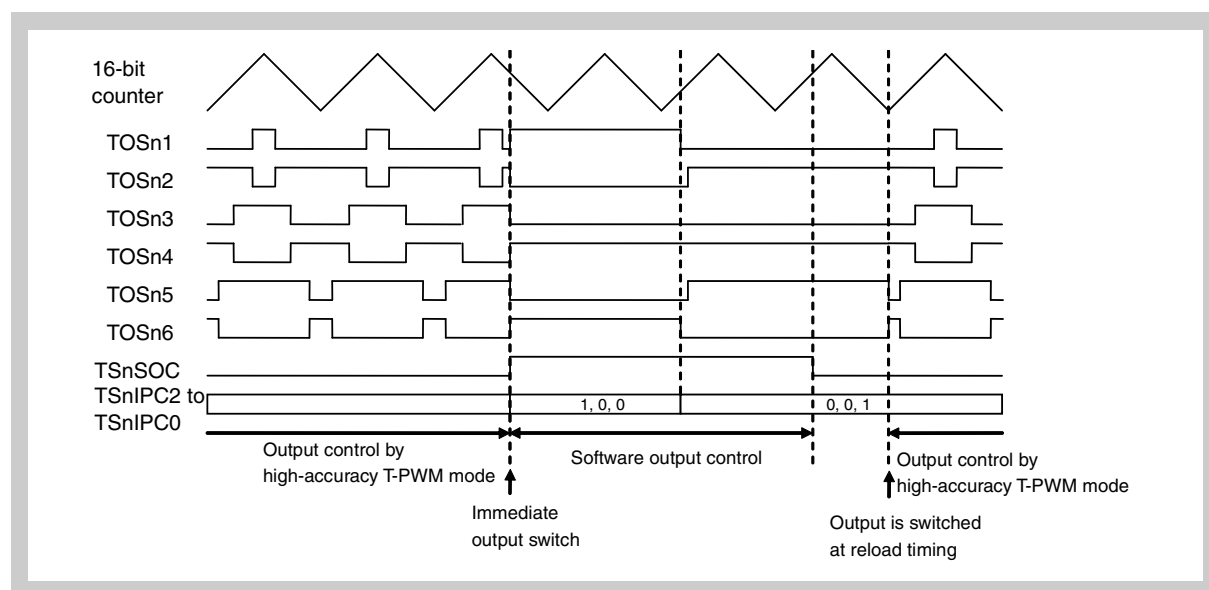 16-bit
counter
TOSn1
TOSn2
TOSn3
TOSn4
TOSn5
TOSn6
TSnSOC
TSnIPC2 to
TSnIPC0
1, 0, 0
0, 0, 1
Output control by
high-accuracy T-PWM mode
Software output control
Output control by
high-accuracy T-PWM mode
Immediate
output switch
Output is switched
at reload timing